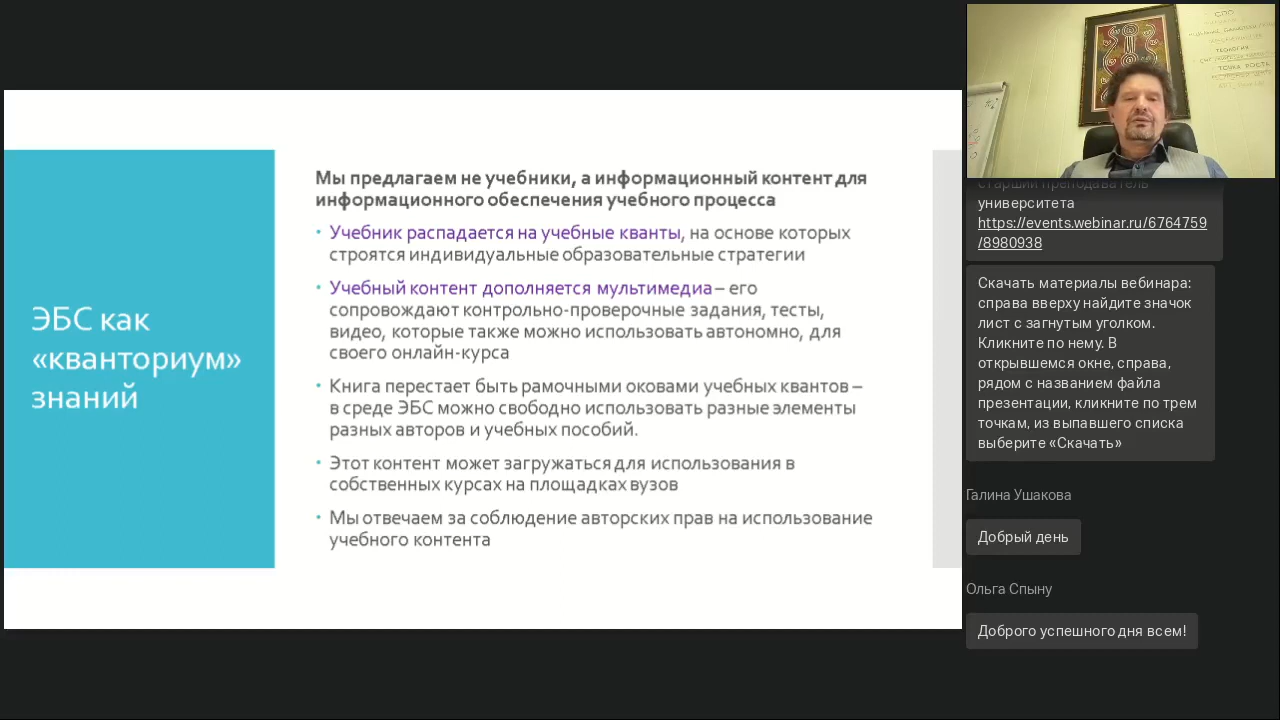 ЭБС как
«кванториум»
знаний
Мы предлагаем не учебники, а информационный контент для
информационного обеспечения учебного процесса
• Учебник распадается на учебные кванты, на основе которых
строятся индивидуальные образовательные стратегии
• Учебный контент дополняется мультимедиа – его
сопровождают контрольно-проверочные задания, тесты,
видео, которые также можно использовать автономно, для
своего онлайн-курса
• Книга перестает быть рамочными оковами учебных квантов –
в среде ЭБС можно свободно использовать разные элементы
разных авторов и учебных пособий.
• Этот контент может загружаться для использования в
собственных курсах на площадках вузов
• Мы отвечаем за соблюдение авторских прав на использование
учебного контента
СПО
ТЕОЛОГИЯ
ТОЧКА РОСТА
Старший преподаватель
университета
https://events.webinar.ru/6764759
/8980938
Скачать материалы вебинара:
справа вверху найдите значок
лист с загнутым уголком.
Кликните по нему. В
открывшемся окне, справа,
рядом с названием файла
презентации, кликните по трем
точкам, из выпавшего списка
выберите «Скачать»
Галина Ушакова
Добрый день
Ольга Спыну
Доброго успешного дня всем!